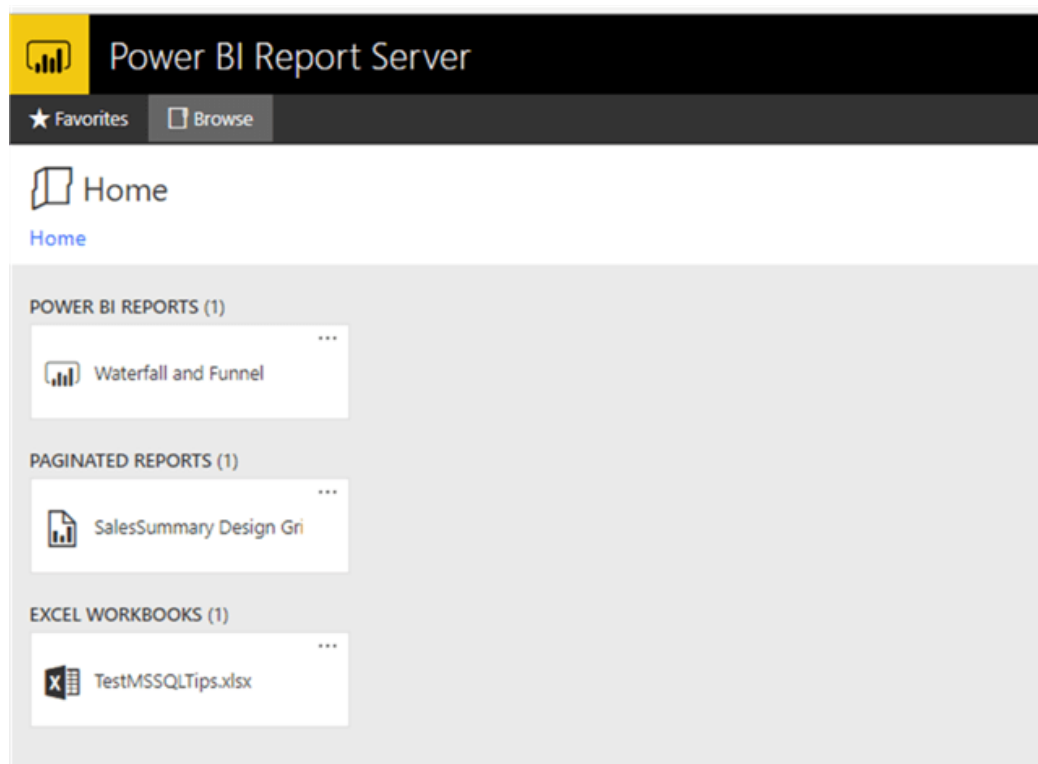 Power BI Report Server
Favorites Browse
Home
Home
POWER BI REPORTS (1)
...
Waterfall and Funnel
PAGINATED REPORTS (1)
...
SalesSummary Design Gri
EXCEL WORKBOOKS (1)
...
TestMSSQLTips.xlsx